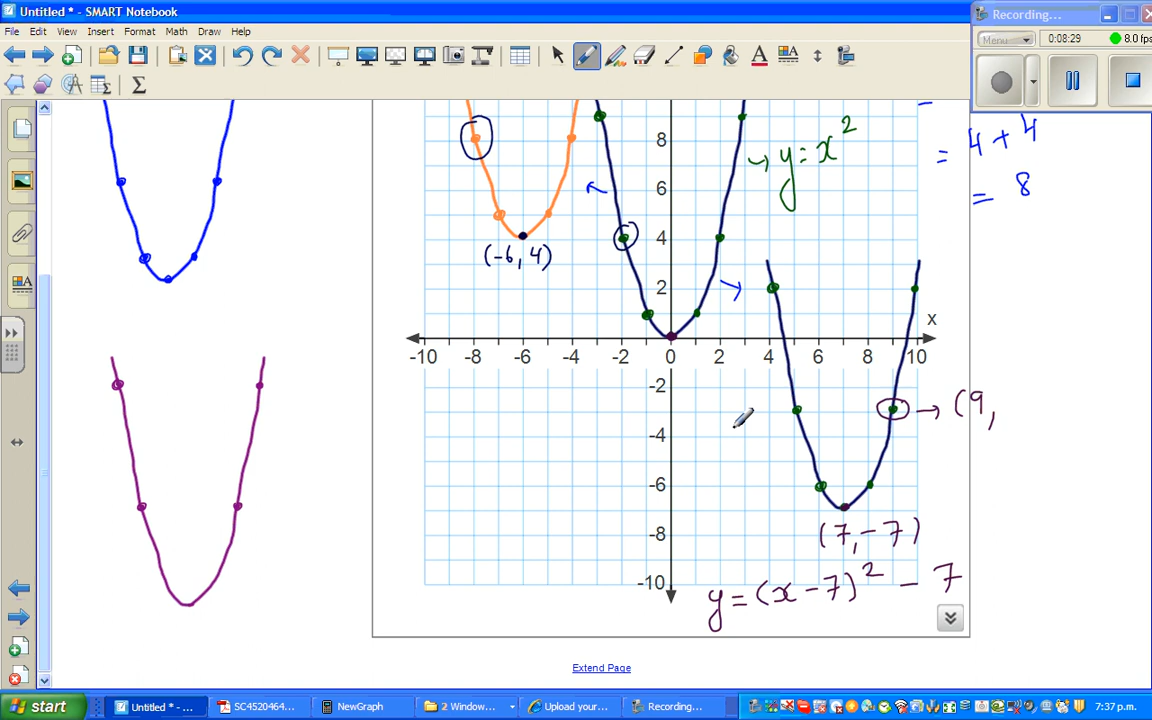 Untitled * - SMART Notebook
Recording...
File Edit View Insert Format Math Draw Help
Menu
0:08:29
8.0 fps
Σ
A
8
6
4
2
-2
-4
-6
-8
-10
-10 -8 -6 -4 -2 0 2 4 6 8 10
x
→ y = x²
= 4 + 4
= 8
(-6, 4)
→ (9,
(7, -7)
y = (x - 7)² - 7
Extend Page
start
Untitled * - ...
SC4520464...
NewGraph
2 Window...
Upload your...
Recording...
7:37 p.m.